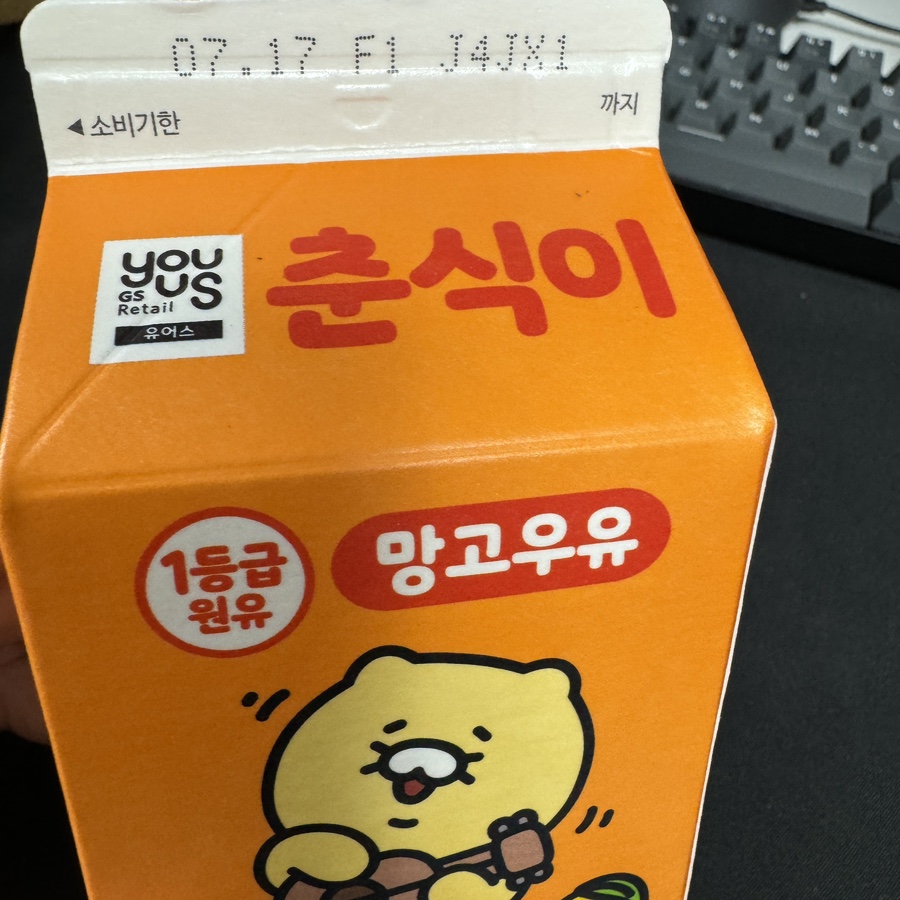 07.17 F1 J4JX1
◀소비기한 까지
you
us
GS
Retail
유어스
춘식이
1등급
원유
망고우유